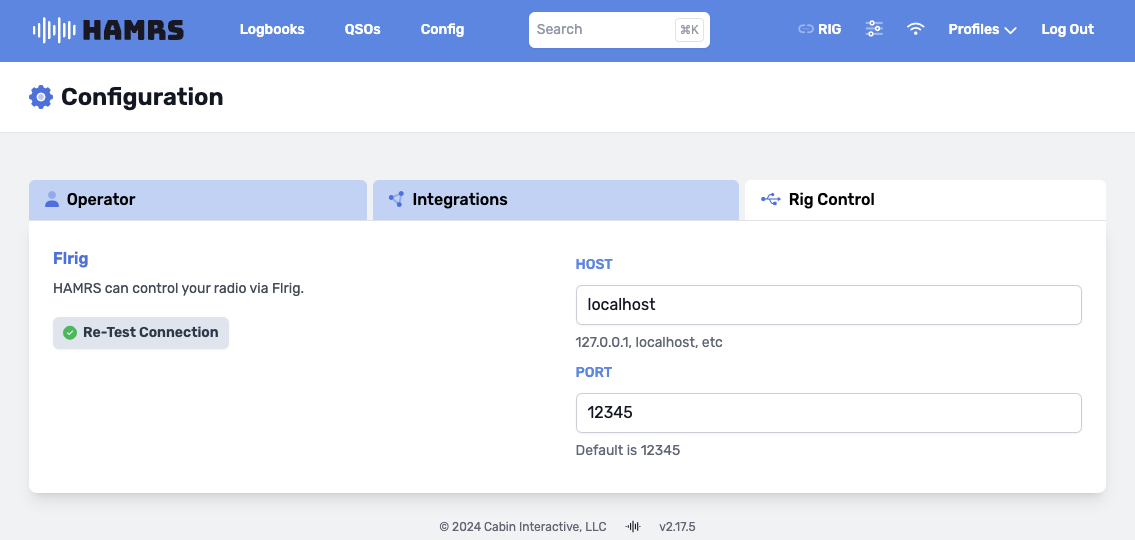 HAMRS Logbooks QSOs Config Search ⌘K RIG Profiles Log Out
Configuration
Operator Integrations Rig Control
Flrig
HAMRS can control your radio via Flrig.
Re-Test Connection
HOST
localhost
127.0.0.1, localhost, etc
PORT
12345
Default is 12345
© 2024 Cabin Interactive, LLC v2.17.5